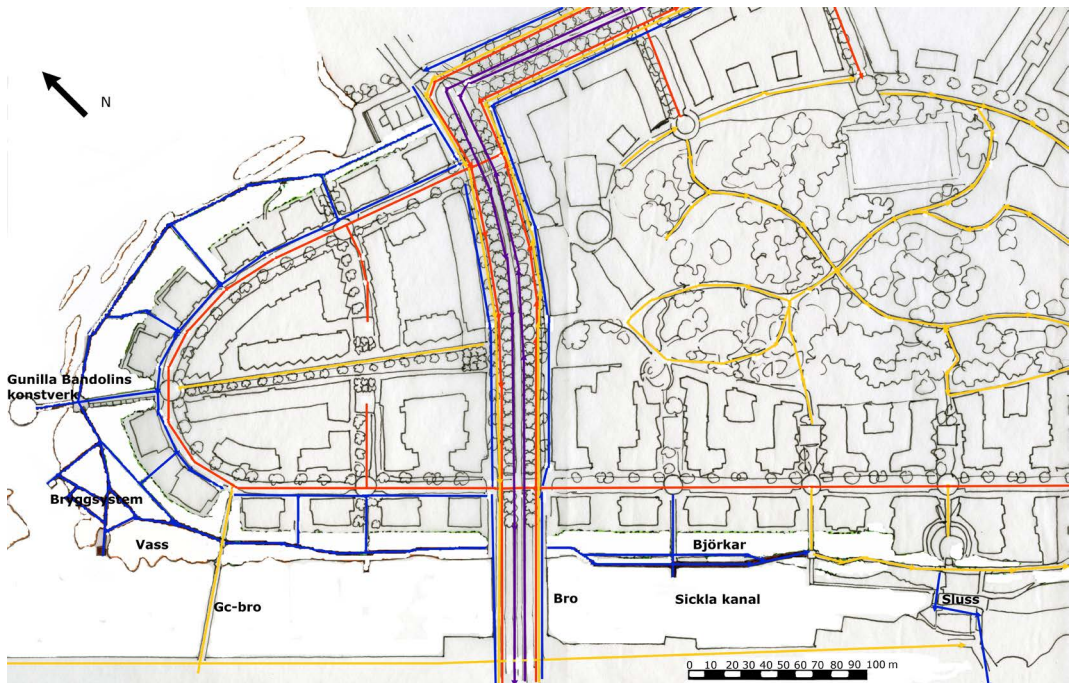 N
Gunilla Bandolins
konstverk
Bryggsystem
Vass
Björkar
Gc-bro
Bro
Sickla kanal
Sluss
0 10 20 30 40 50 60 70 80 90 100 m